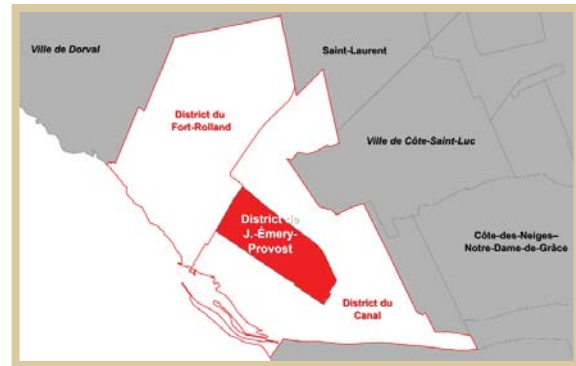 Ville de Dorval
Saint-Laurent
District du
Fort-Rolland
Ville de Côte-Saint-Luc
District de
J.-Émery-
Provost
Côte-des-Neiges–
Notre-Dame-de-Grâce
District du
Canal